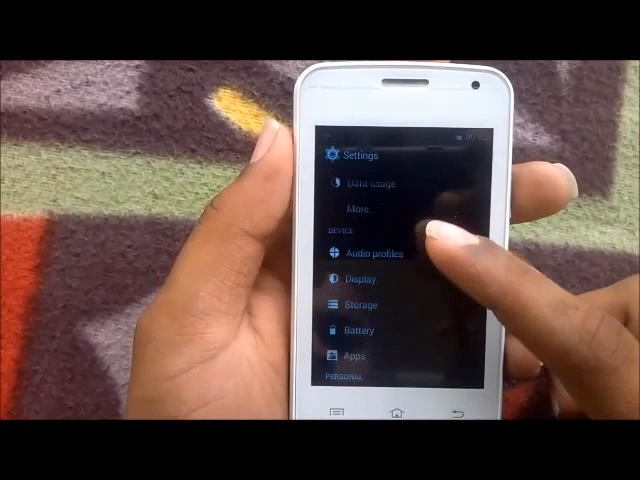 Settings
Data usage
More...
DEVICE
Audio profiles
Display
Storage
Battery
Apps
PERSONAL